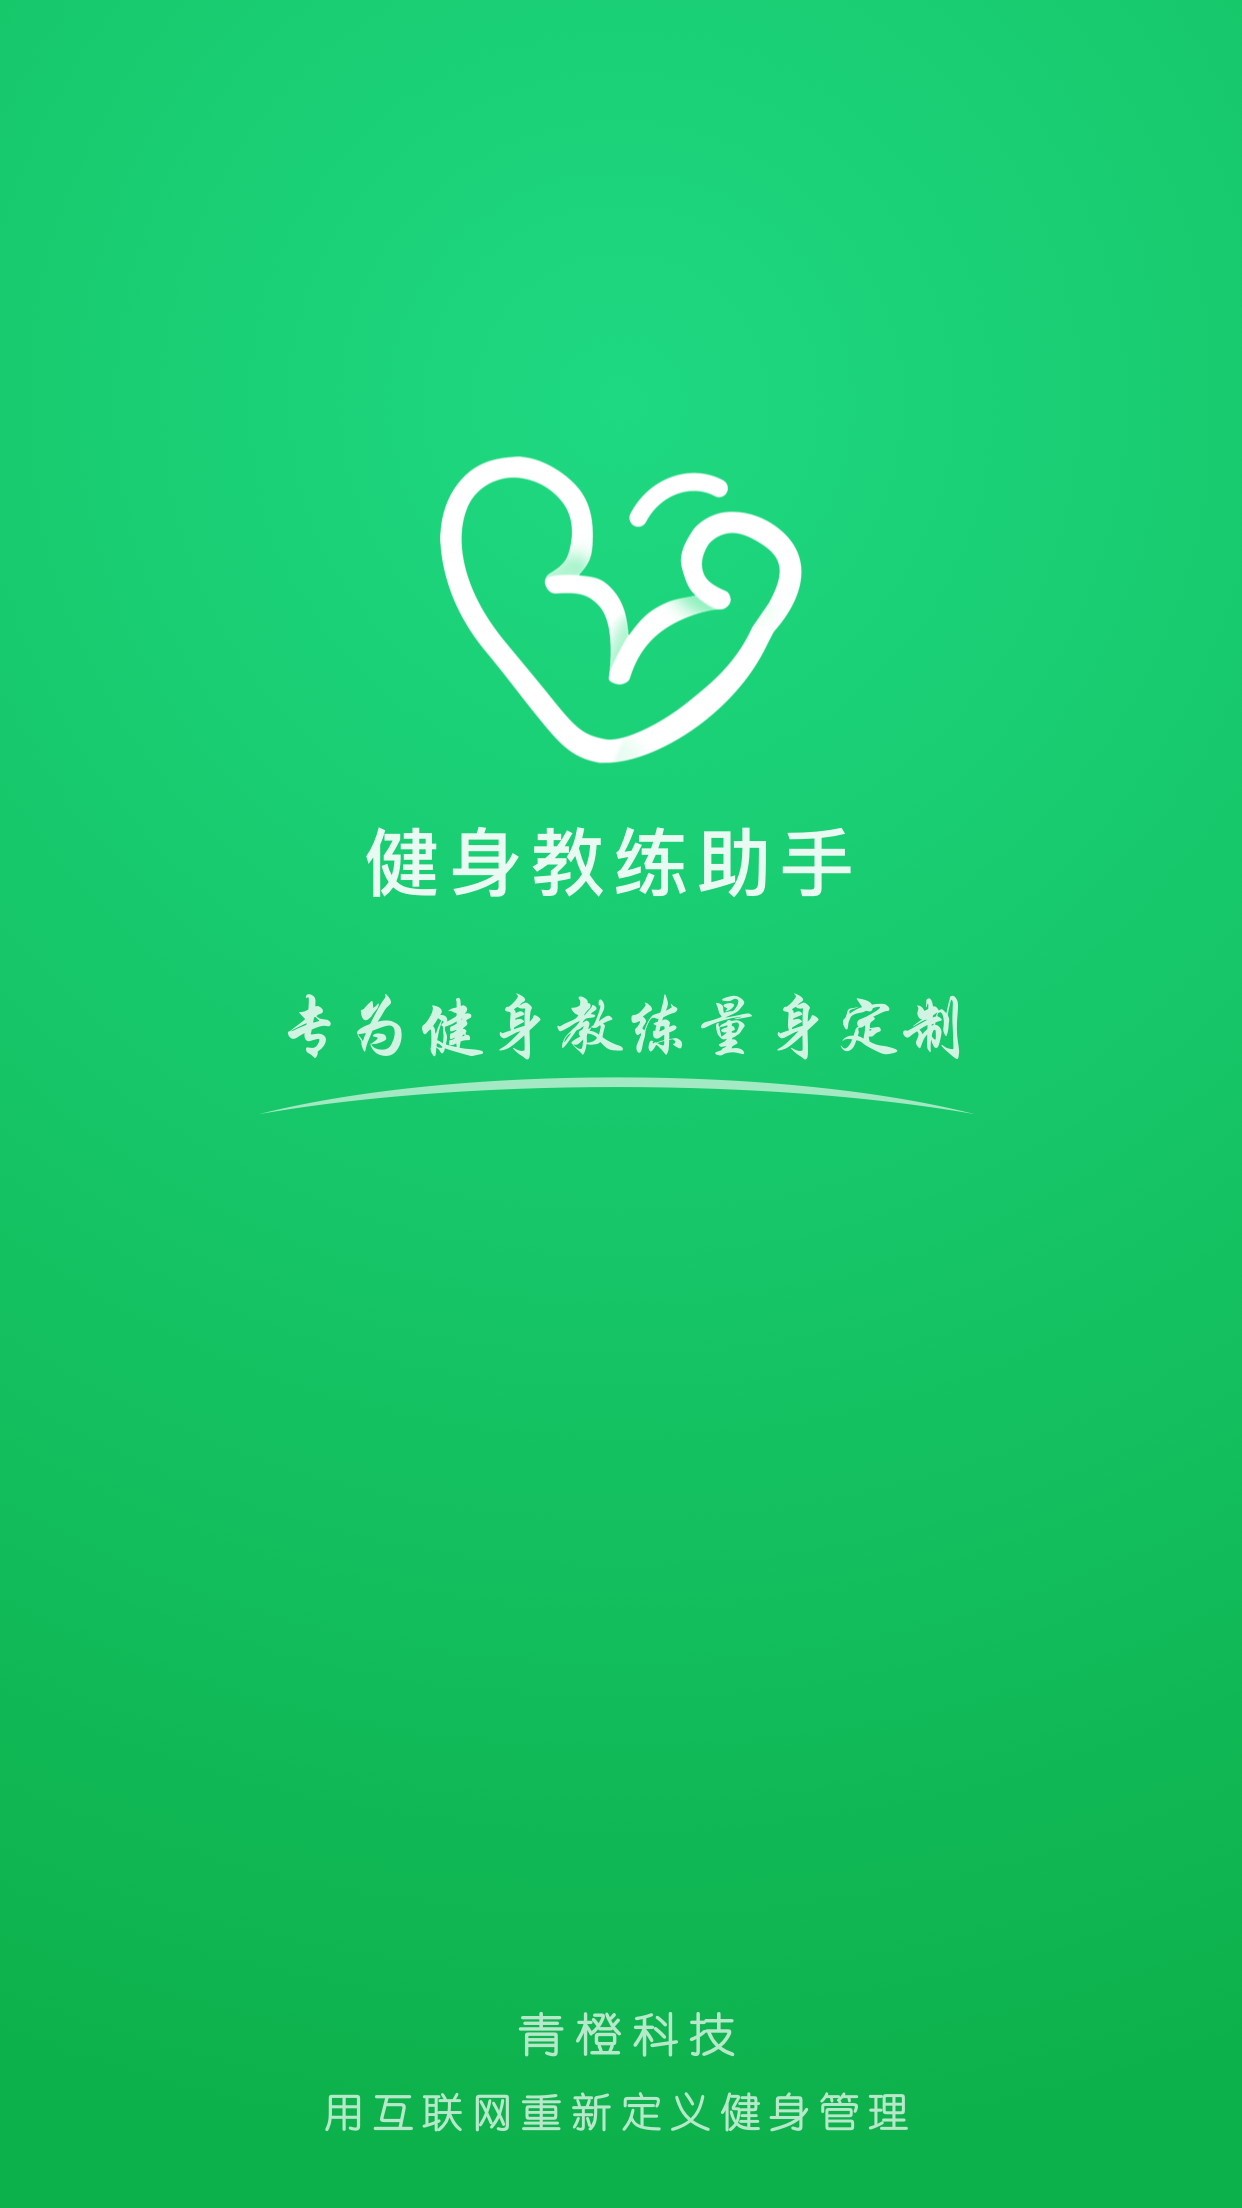 健身教练助手
专为健身教练量身定制
青橙科技
用互联网重新定义健身管理